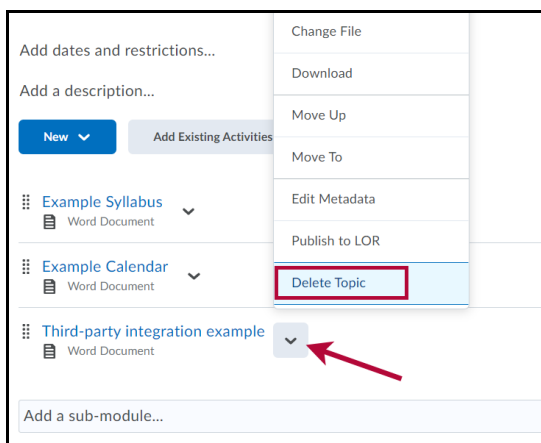 Add dates and restrictions...
Add a description...
New
Add Existing Activities
Example Syllabus
Word Document
Example Calendar
Word Document
Third-party integration example
Word Document
Add a sub-module...
Change File
Download
Move Up
Move To
Edit Metadata
Publish to LOR
Delete Topic